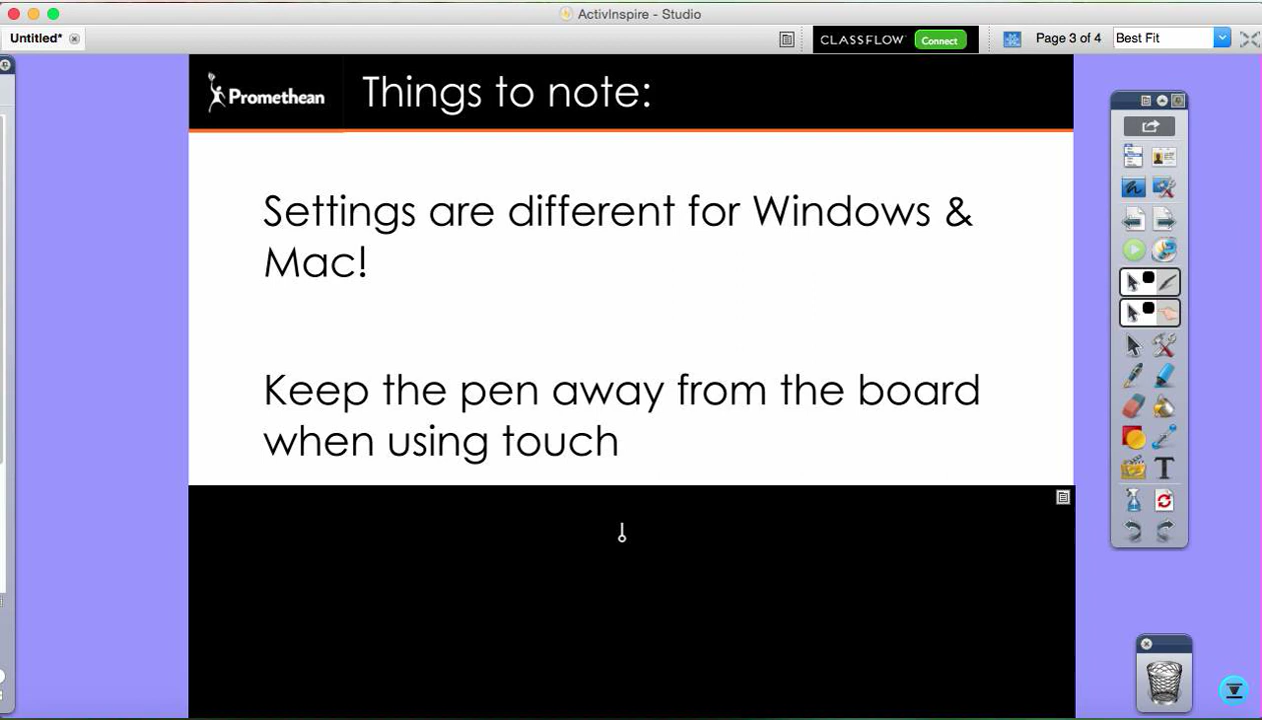 ActivInspire - Studio
Untitled*
CLASSFLOW Connect
Page 3 of 4
Best Fit
Promethean
Things to note:
Settings are different for Windows &
Mac!
Keep the pen away from the board
when using touch
T